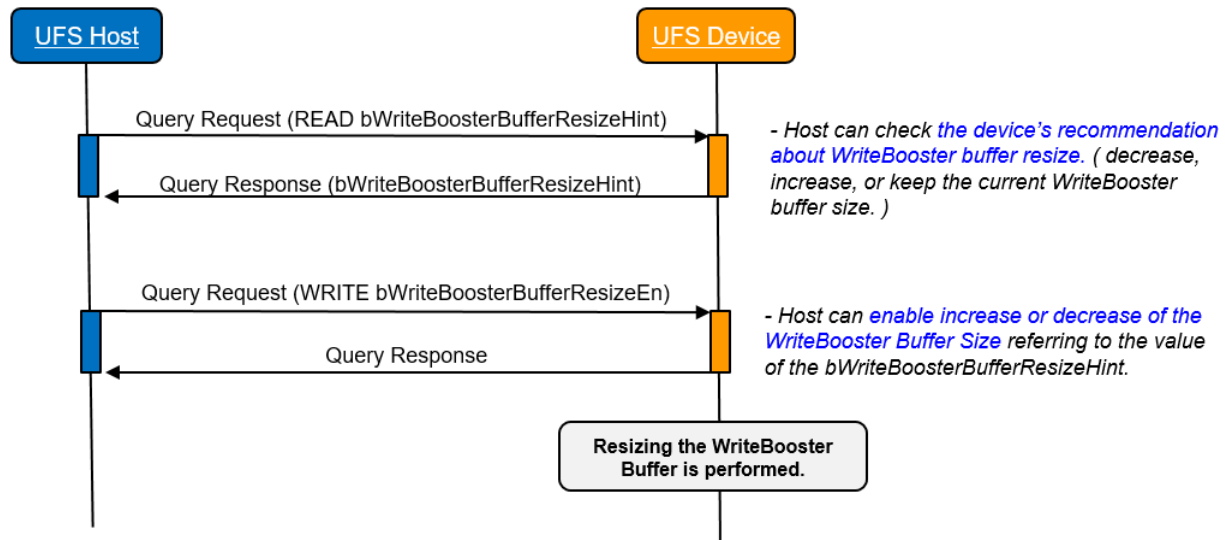 UFS Host
UFS Device
Query Request (READ bWriteBoosterBufferResizeHint)
Query Response (bWriteBoosterBufferResizeHint)
- Host can check the device's recommendation
about WriteBooster buffer resize. ( decrease,
increase, or keep the current WriteBooster
buffer size. )
Query Request (WRITE bWriteBoosterBufferResizeEn)
Query Response
- Host can enable increase or decrease of the
WriteBooster Buffer Size referring to the value
of the bWriteBoosterBufferResizeHint.
Resizing the WriteBooster
Buffer is performed.